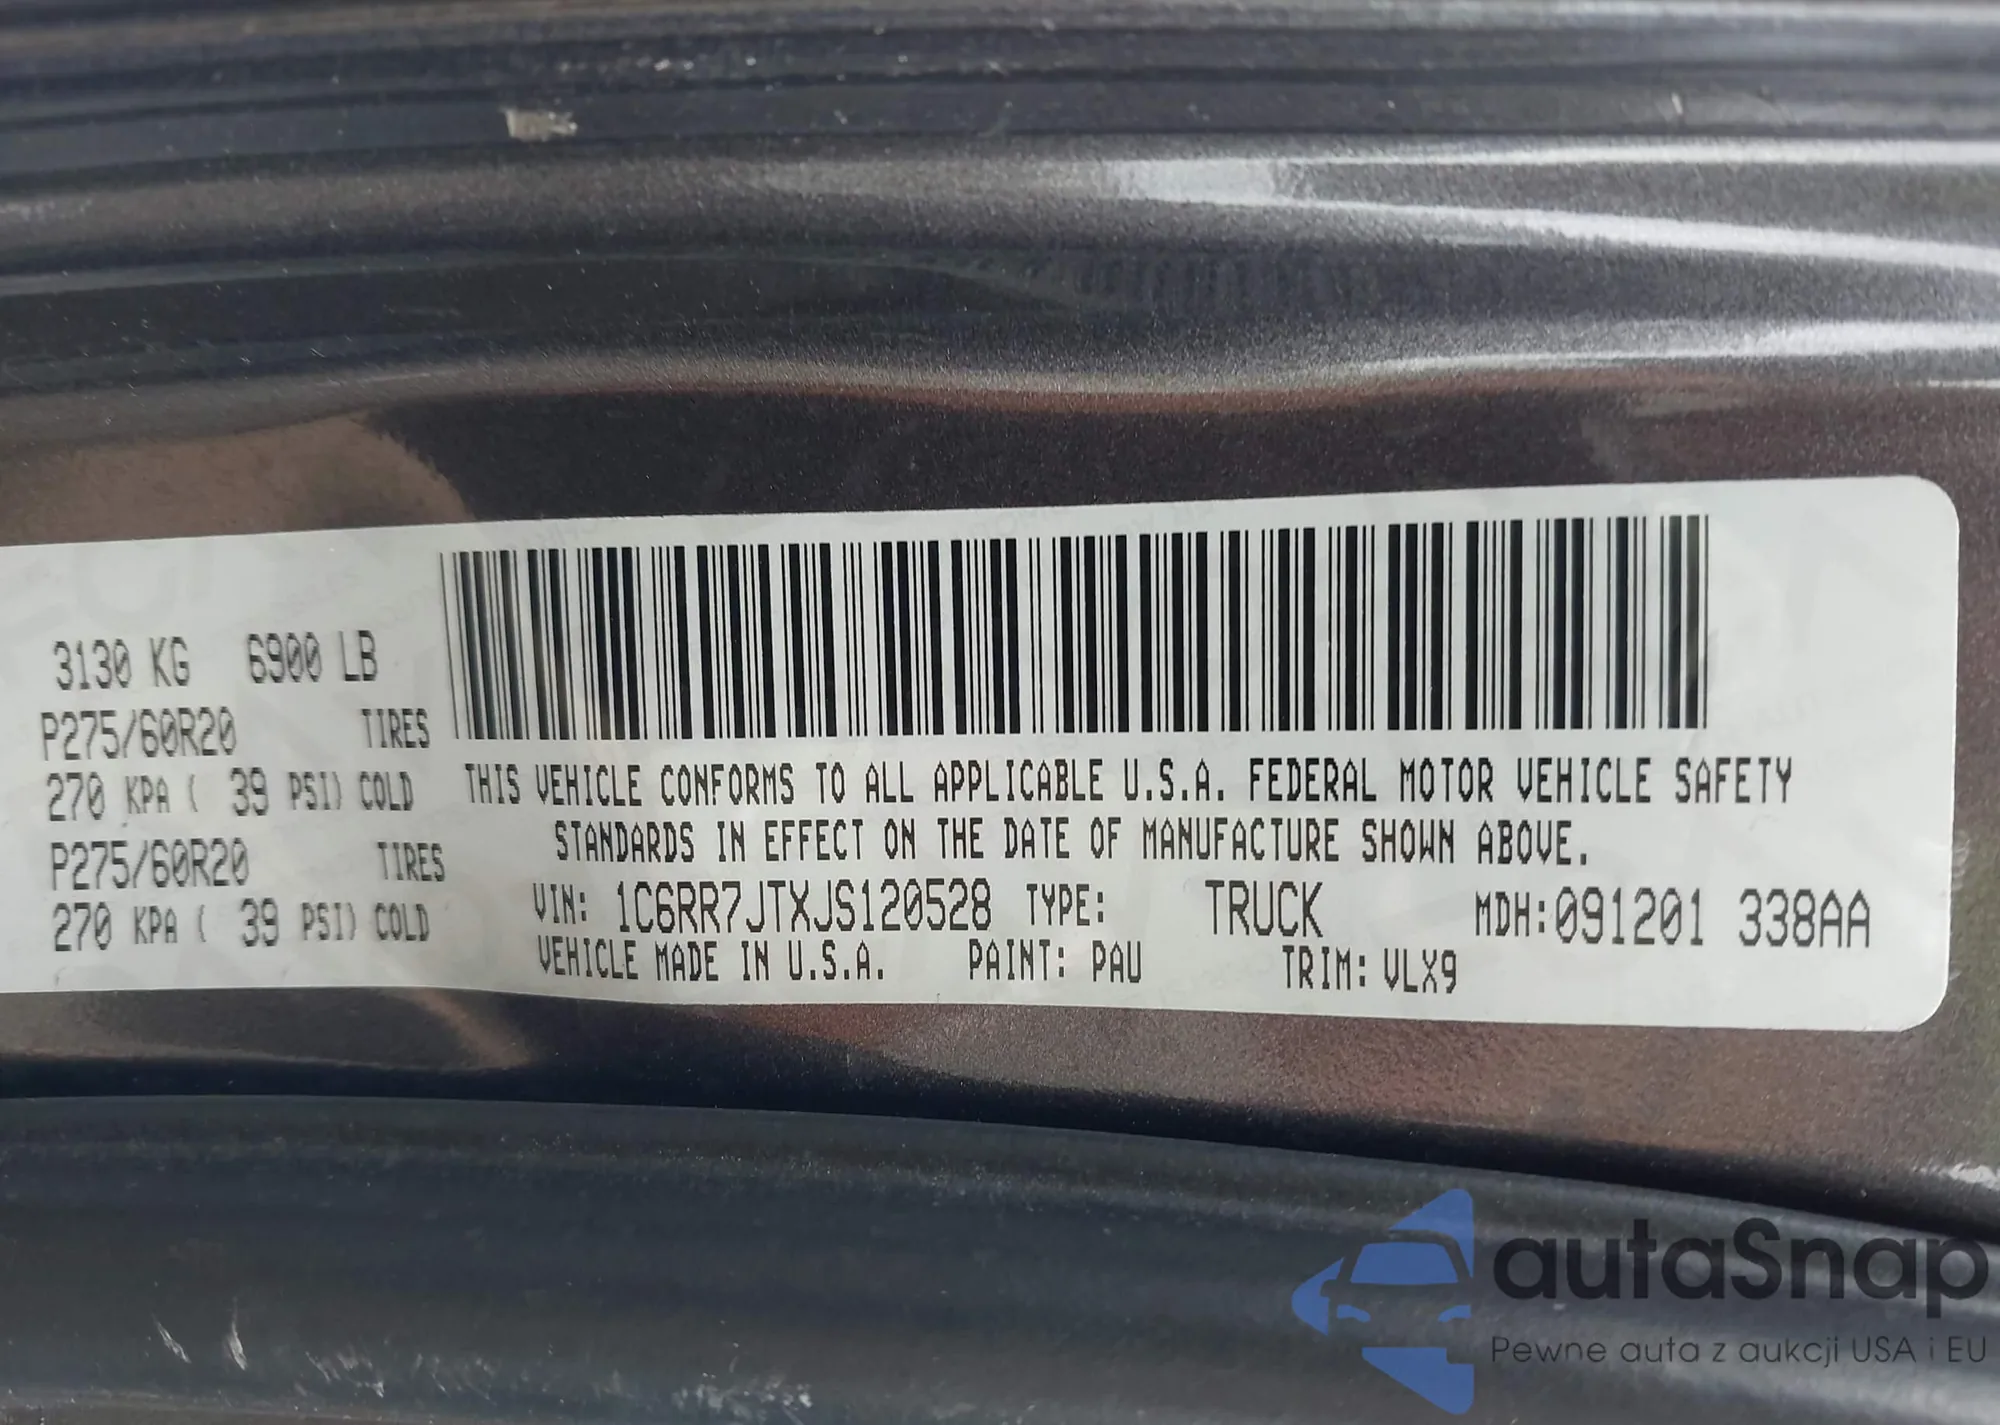 3130 KG 6900 LB
P275/60R20 TIRES
270 KPA ( 39 PSI) COLD
P275/60R20 TIRES
270 KPA ( 39 PSI) COLD
THIS VEHICLE CONFORMS TO ALL APPLICABLE U.S.A. FEDERAL MOTOR VEHICLE SAFETY
STANDARDS IN EFFECT ON THE DATE OF MANUFACTURE SHOWN ABOVE.
VIN: 1C6RR7JTXJS120528 TYPE: TRUCK MDH:091201 338AA
VEHICLE MADE IN U.S.A. PAINT: PAU TRIM: VLX9
autaSnap
Pewne auta z aukcji USA i EU